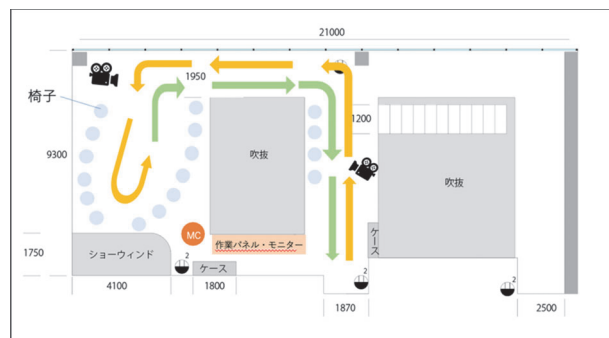 21000
1950
椅子
1200
9300
吹抜
吹抜
MC
作業パネル・モニター
ケース
1750
ショーウィンド
2
ケース
2
2
4100
1800
1870
2500